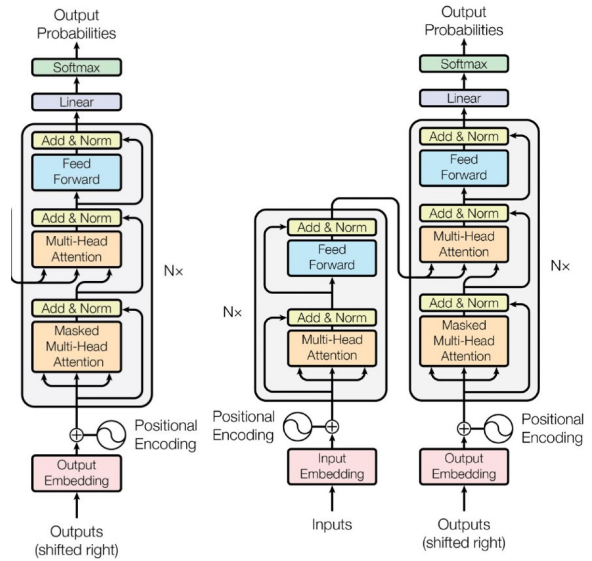 Output
Probabilities
Softmax
Linear
Add & Norm
Feed
Forward
Add & Norm
Multi-Head
Attention
N×
Add & Norm
Masked
Multi-Head
Attention
Positional
Encoding
Output
Embedding
Outputs
(shifted right)
Add & Norm
Feed
Forward
N×
Add & Norm
Multi-Head
Attention
Positional
Encoding
Input
Embedding
Inputs
Output
Probabilities
Softmax
Linear
Add & Norm
Feed
Forward
Add & Norm
Multi-Head
Attention
N×
Add & Norm
Masked
Multi-Head
Attention
Positional
Encoding
Output
Embedding
Outputs
(shifted right)